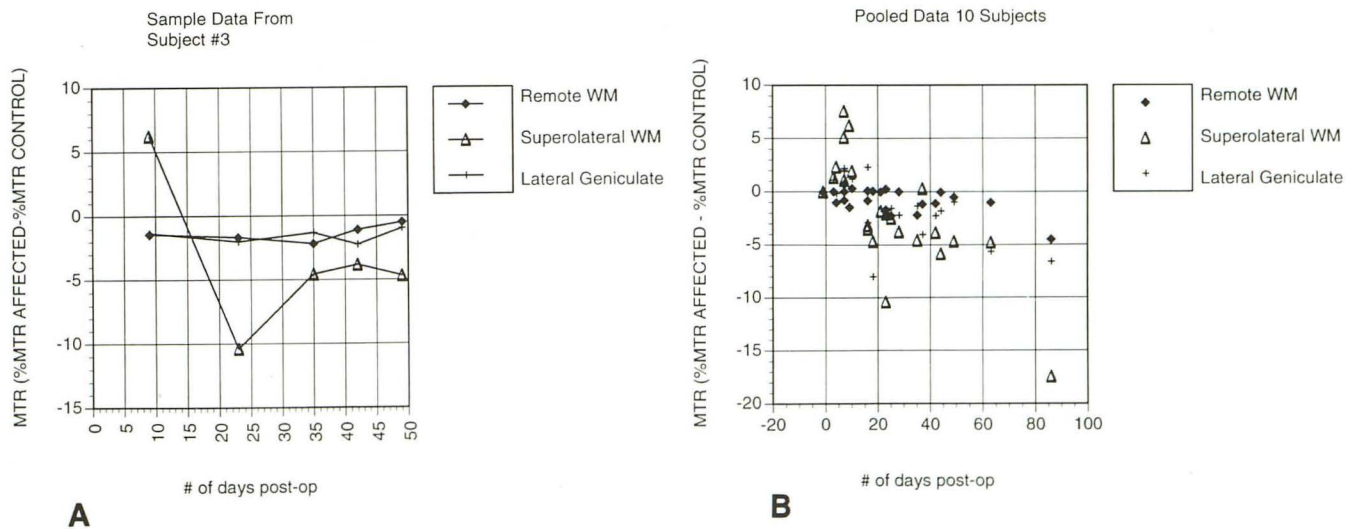 Sample Data From
Subject #3
MTR (%MTR AFFECTED-%MTR CONTROL)
10
5
0
-5
-10
-15
0
5
10
15
20
25
30
35
40
45
50
# of days post-op
Remote WM
Superolateral WM
Lateral Geniculate
A
Pooled Data 10 Subjects
MTR (%MTR AFFECTED - %MTR CONTROL)
10
5
0
-5
-10
-15
-20
-20
0
20
40
60
80
100
# of days post-op
Remote WM
Superolateral WM
Lateral Geniculate
B